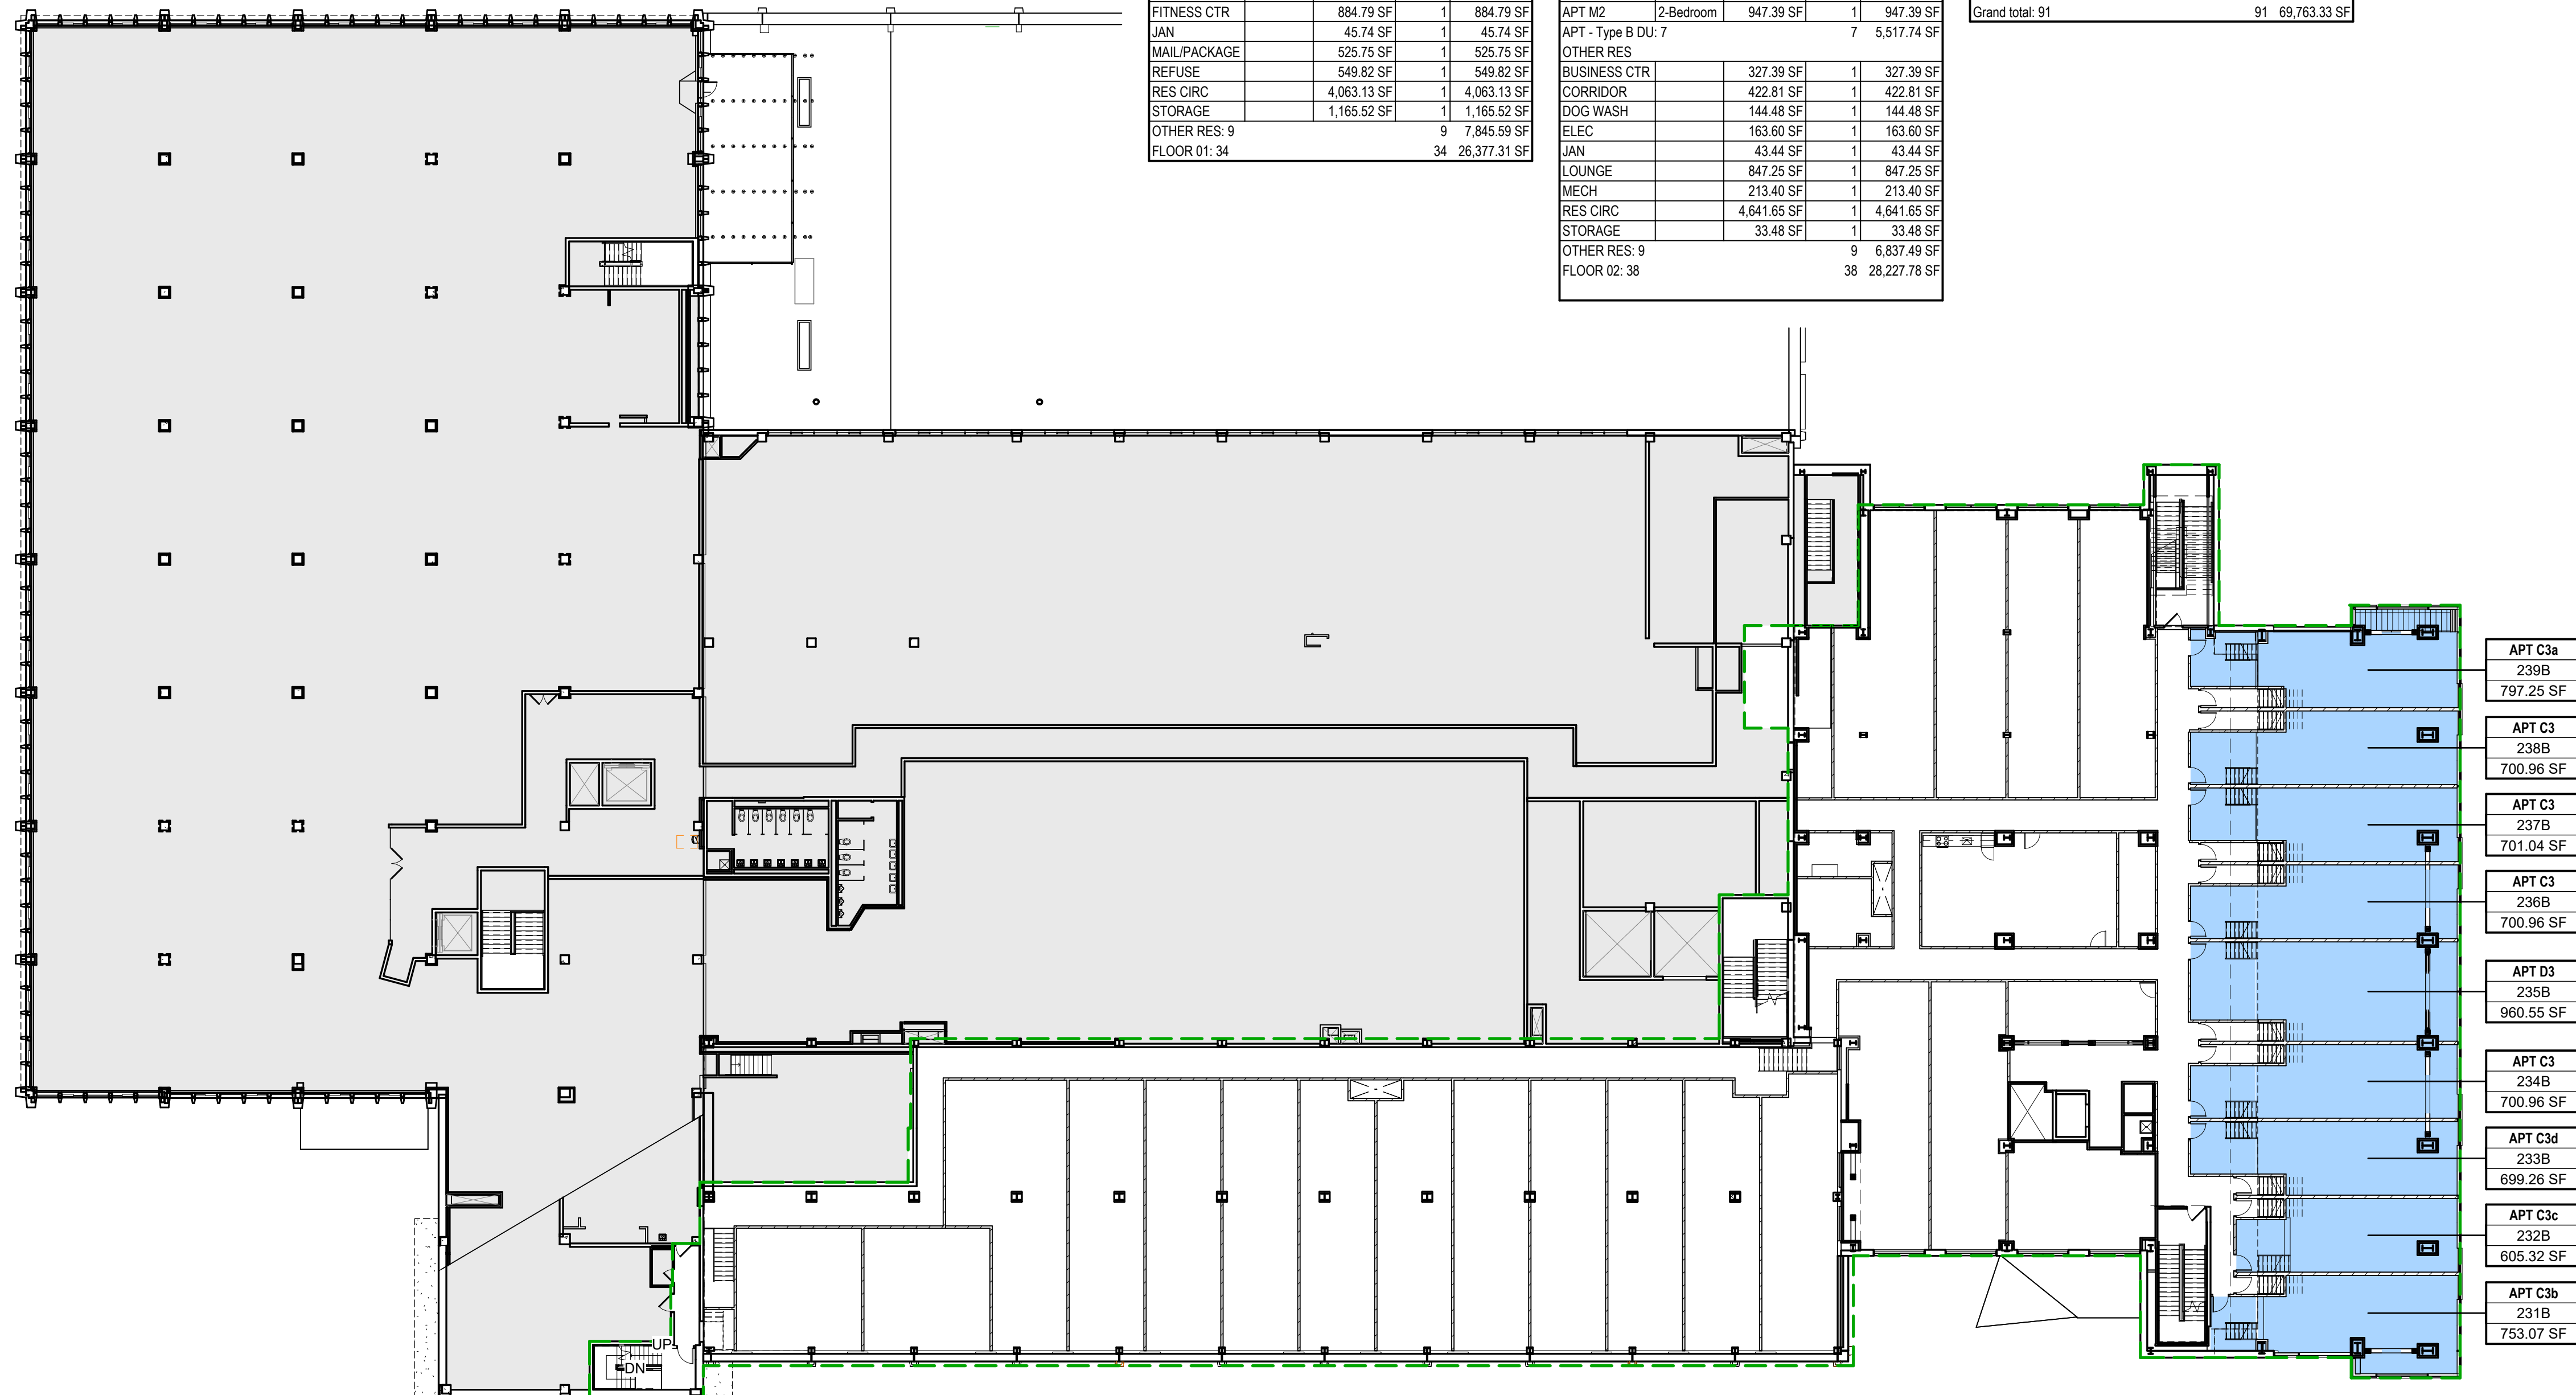 FITNESS CTR 884.79 SF 1 884.79 SF
JAN 45.74 SF 1 45.74 SF
MAIL/PACKAGE 525.75 SF 1 525.75 SF
REFUSE 549.82 SF 1 549.82 SF
RES CIRC 4,063.13 SF 1 4,063.13 SF
STORAGE 1,165.52 SF 1 1,165.52 SF
OTHER RES: 9 9 7,845.59 SF
FLOOR 01: 34 34 26,377.31 SF
APT M2 2-Bedroom 947.39 SF 1 947.39 SF
APT - Type B DU: 7 7 5,517.74 SF
OTHER RES
BUSINESS CTR 327.39 SF 1 327.39 SF
CORRIDOR 422.81 SF 1 422.81 SF
DOG WASH 144.48 SF 1 144.48 SF
ELEC 163.60 SF 1 163.60 SF
JAN 43.44 SF 1 43.44 SF
LOUNGE 847.25 SF 1 847.25 SF
MECH 213.40 SF 1 213.40 SF
RES CIRC 4,641.65 SF 1 4,641.65 SF
STORAGE 33.48 SF 1 33.48 SF
OTHER RES: 9 9 6,837.49 SF
FLOOR 02: 38 38 28,227.78 SF
Grand total: 91 91 69,763.33 SF
APT C3a
239B
797.25 SF
APT C3
238B
700.96 SF
APT C3
237B
701.04 SF
APT C3
236B
700.96 SF
APT D3
235B
960.55 SF
APT C3
234B
700.96 SF
APT C3d
233B
699.26 SF
APT C3c
232B
605.32 SF
APT C3b
231B
753.07 SF
UP
DN